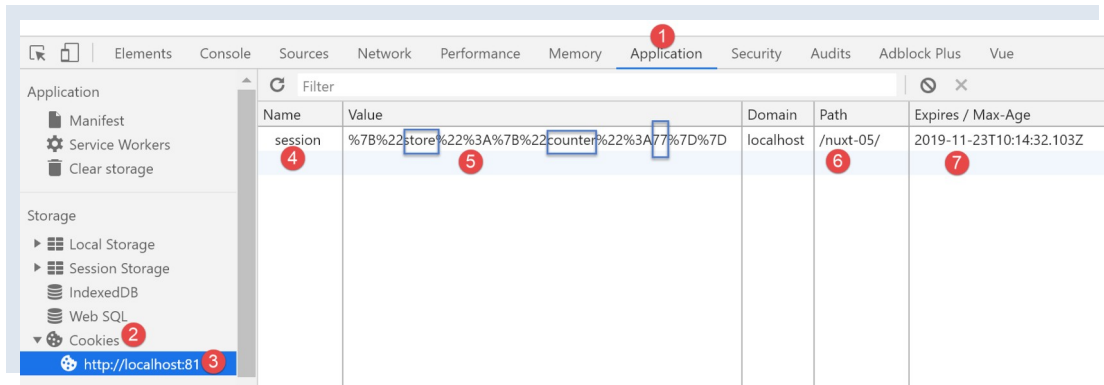 1
Elements Console Sources Network Performance Memory Application Security Audits Adblock Plus Vue
Application
Manifest
Service Workers
Clear storage
Storage
Local Storage
Session Storage
IndexedDB
Web SQL
Cookies 2
http://localhost:81 3
Filter
Name Value Domain Path Expires / Max-Age
session %7B%22store%22%3A%7B%22counter%22%3A77%7D%7D localhost /nuxt-05/ 2019-11-23T10:14:32.103Z
4 5 6 7